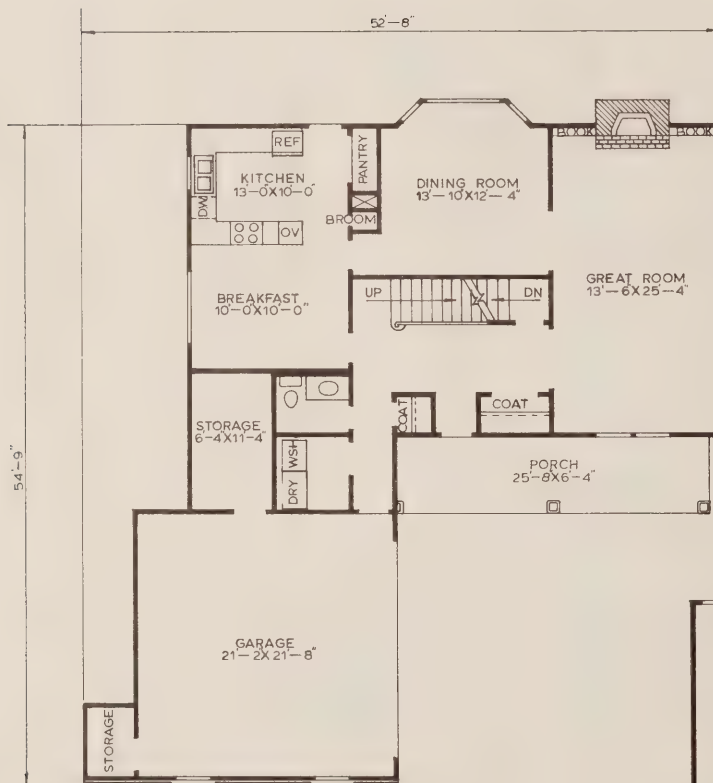 52'-8"
BOOK
BOOK
REF
PANTRY
KITCHEN
13'-0"X10'-0"
DINING ROOM
13'-10"X12'-4"
DW
BROOM
OV
GREAT ROOM
13'-6"X25'-4"
UP
DN
BREAKFAST
10'-0"X10'-0"
STORAGE
6'-4"X11'-4"
COAT
COAT
54'-9"
WSH
DRY
PORCH
25'-8"X6'-4"
GARAGE
21'-2"X21'-8"
STORAGE